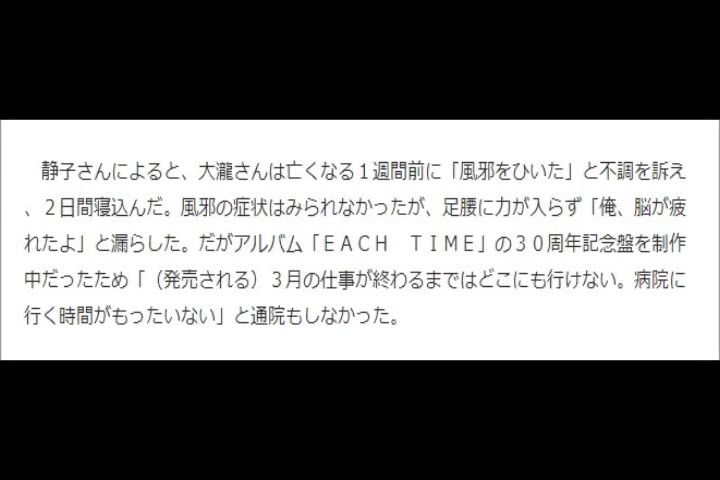 静子さんによると、大瀧さんは亡くなる１週間前に「風邪をひいた」と不調を訴え
、２日間寝込んだ。風邪の症状はみられなかったが、足腰に力が入らず「俺、脳が疲
れたよ」と漏らした。だがアルバム「ＥＡＣＨ　ＴＩＭＥ」の３０周年記念盤を制作
中だったため「（発売される）３月の仕事が終わるまではどこにも行けない。病院に
行く時間がもったいない」と通院もしなかった。